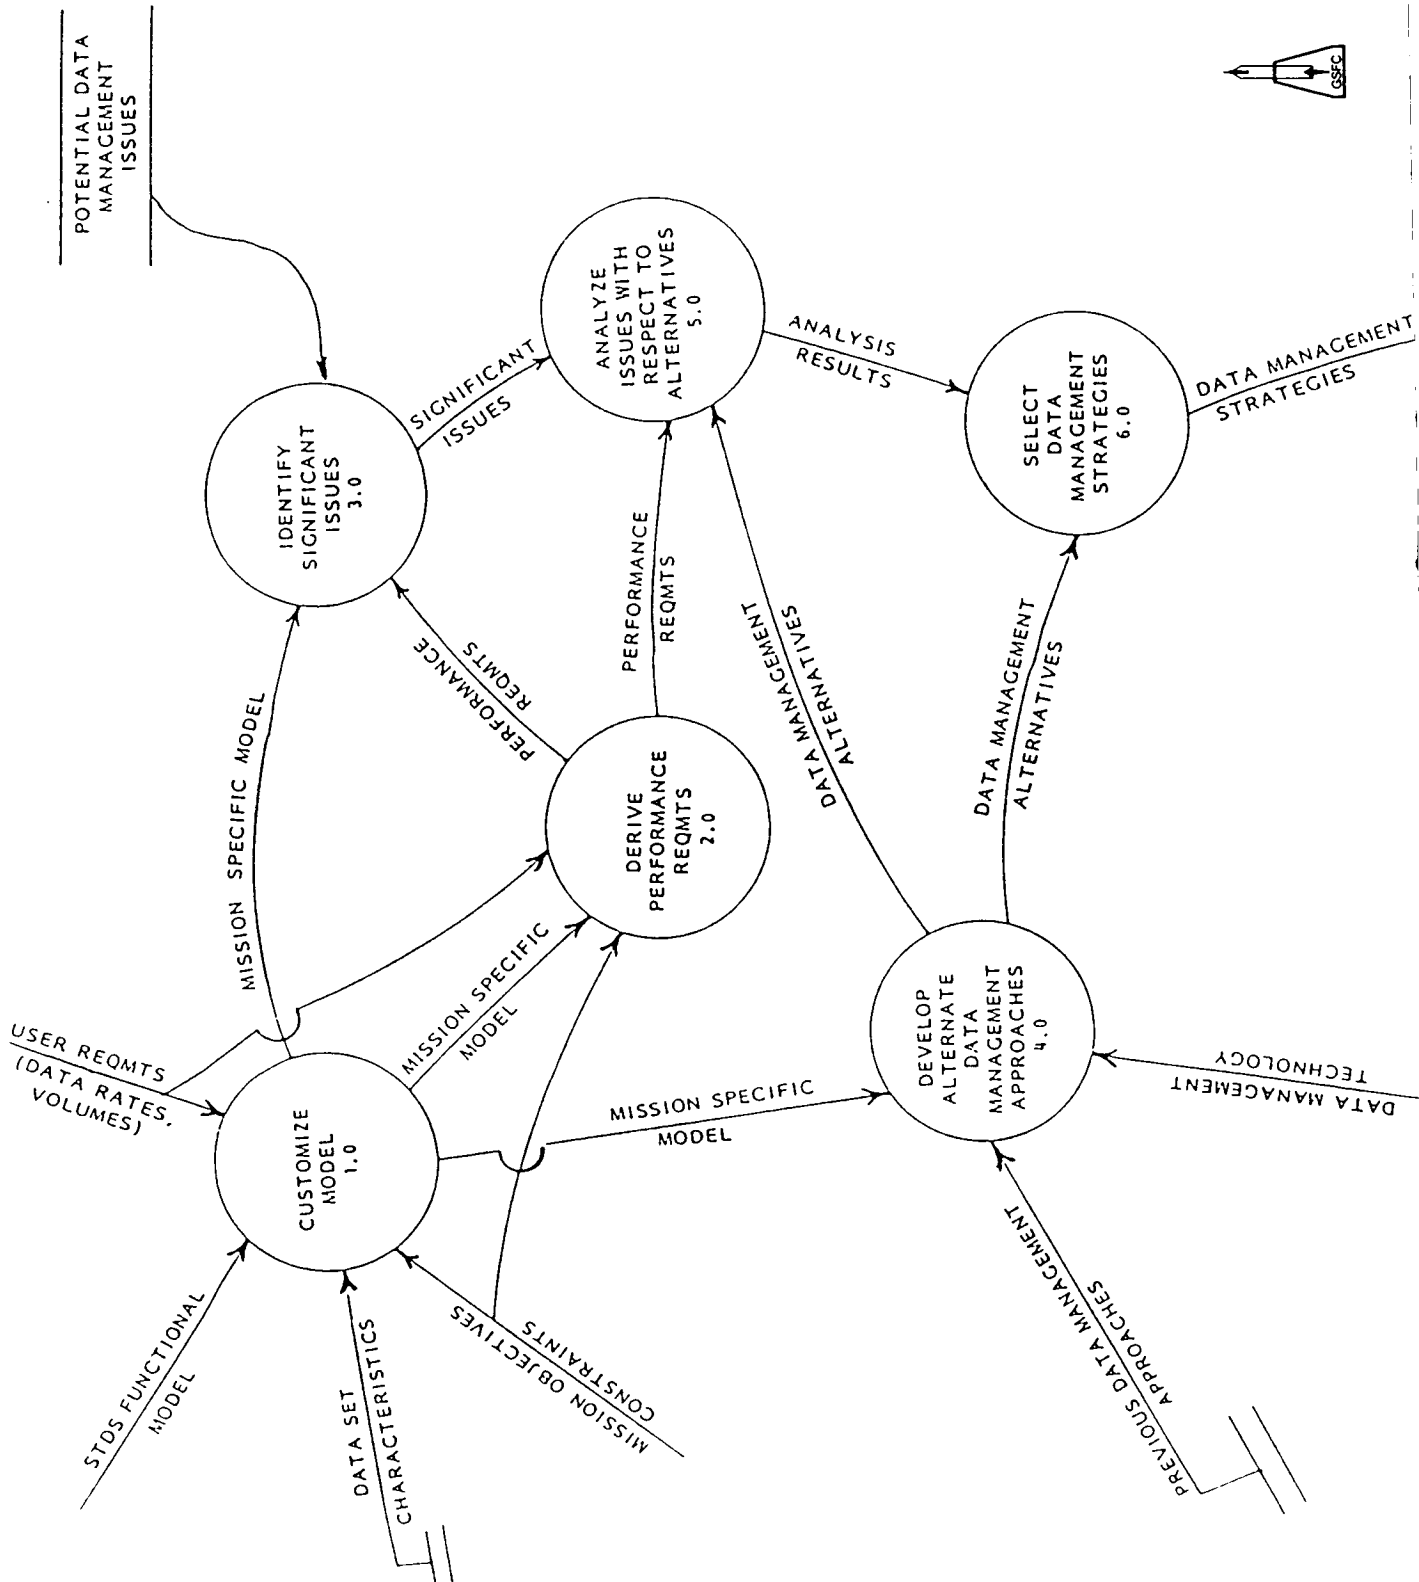 POTENTIAL DATA
MANAGEMENT
ISSUES
GSFC
IDENTIFY
SIGNIFICANT
ISSUES
3.0
SIGNIFICANT
ISSUES
ANALYZE
ISSUES WITH
RESPECT TO
ALTERNATIVES
5.0
ANALYSIS
RESULTS
SELECT
DATA
MANAGEMENT
STRATEGIES
6.0
DATA MANAGEMENT
STRATEGIES
MISSION SPECIFIC MODEL
PERFORMANCE
REQMTS
PERFORMANCE
REQMTS
DATA MANAGEMENT
ALTERNATIVES
DATA MANAGEMENT
ALTERNATIVES
DERIVE
PERFORMANCE
REQMTS
2.0
USER REQMTS
(DATA RATES,
VOLUMES)
MISSION SPECIFIC
MODEL
CUSTOMIZE
MODEL
1.0
MISSION SPECIFIC
MODEL
DEVELOP
ALTERNATE
DATA
MANAGEMENT
APPROACHES
4.0
DATA MANAGEMENT
TECHNOLOGY
STDS FUNCTIONAL
MODEL
DATA SET
CHARACTERISTICS
MISSION OBJECTIVES
CONSTRAINTS
PREVIOUS DATA MANAGEMENT
APPROACHES